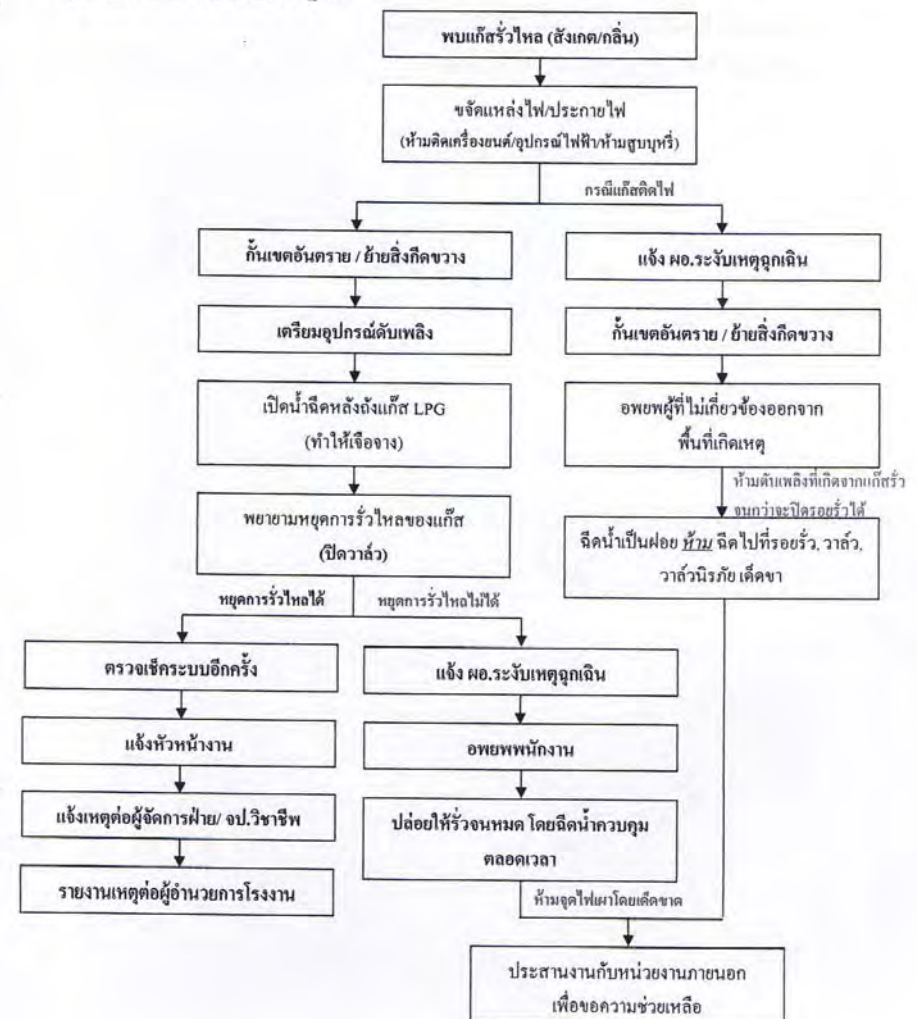 พบแก๊สรั่วไหล (สังเกต/กลิ่น)
ขจัดแหล่งไฟ/ประกายไฟ
(ห้ามติดเครื่องยนต์/อุปกรณ์ไฟฟ้า/ห้ามสูบบุหรี่)
กรณีแก๊สติดไฟ
กั้นเขตอันตราย / ย้ายสิ่งกีดขวาง
แจ้ง ผอ.ระงับเหตุฉุกเฉิน
เตรียมอุปกรณ์ดับเพลิง
กั้นเขตอันตราย / ย้ายสิ่งกีดขวาง
เปิดน้ำฉีดหลังถังแก๊ส LPG
(ทำให้เจือจาง)
อพยพผู้ที่ไม่เกี่ยวข้องออกจาก
พื้นที่เกิดเหตุ
ห้ามดับเพลิงที่เกิดจากแก๊สรั่ว
จนกว่าจะปิดรอยรั่วได้
พยายามหยุดการรั่วไหลของแก๊ส
(ปิดวาล์ว)
ฉีดน้ำเป็นฝอย ห้าม ฉีดไปที่รอยรั่ว, วาล์ว,
วาล์วนิรภัย เด็ดขา
หยุดการรั่วไหลได้
หยุดการรั่วไหลไม่ได้
ตรวจเช็คระบบอีกครั้ง
แจ้ง ผอ.ระงับเหตุฉุกเฉิน
แจ้งหัวหน้างาน
อพยพพนักงาน
แจ้งเหตุต่อผู้จัดการฝ่าย/ จป.วิชาชีพ
ปล่อยให้รั่วจนหมด โดยฉีดน้ำควบคุม
ตลอดเวลา
รายงานเหตุต่อผู้อำนวยการโรงงาน
ห้ามจุดไฟเผาโดยเด็ดขาด
ประสานงานกับหน่วยงานภายนอก
เพื่อขอความช่วยเหลือ